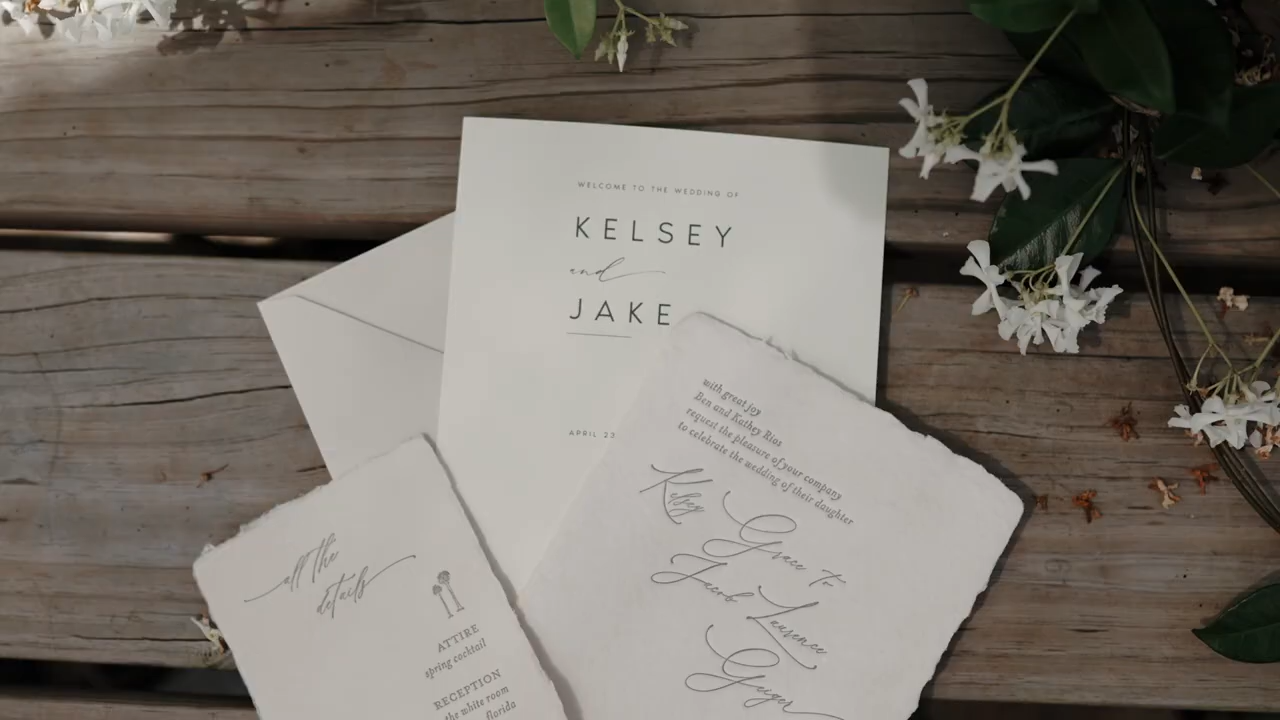 WELCOME TO THE WEDDING OF
KELSEY
and
JAKE
APRIL 23
with great joy
Ben and Kathey Rios
request the pleasure of your company
to celebrate the wedding of their daughter
Kelsey Grace to
Jacob Laurence
Geiger
all the
details
ATTIRE
spring cocktail
RECEPTION
the white room
florida